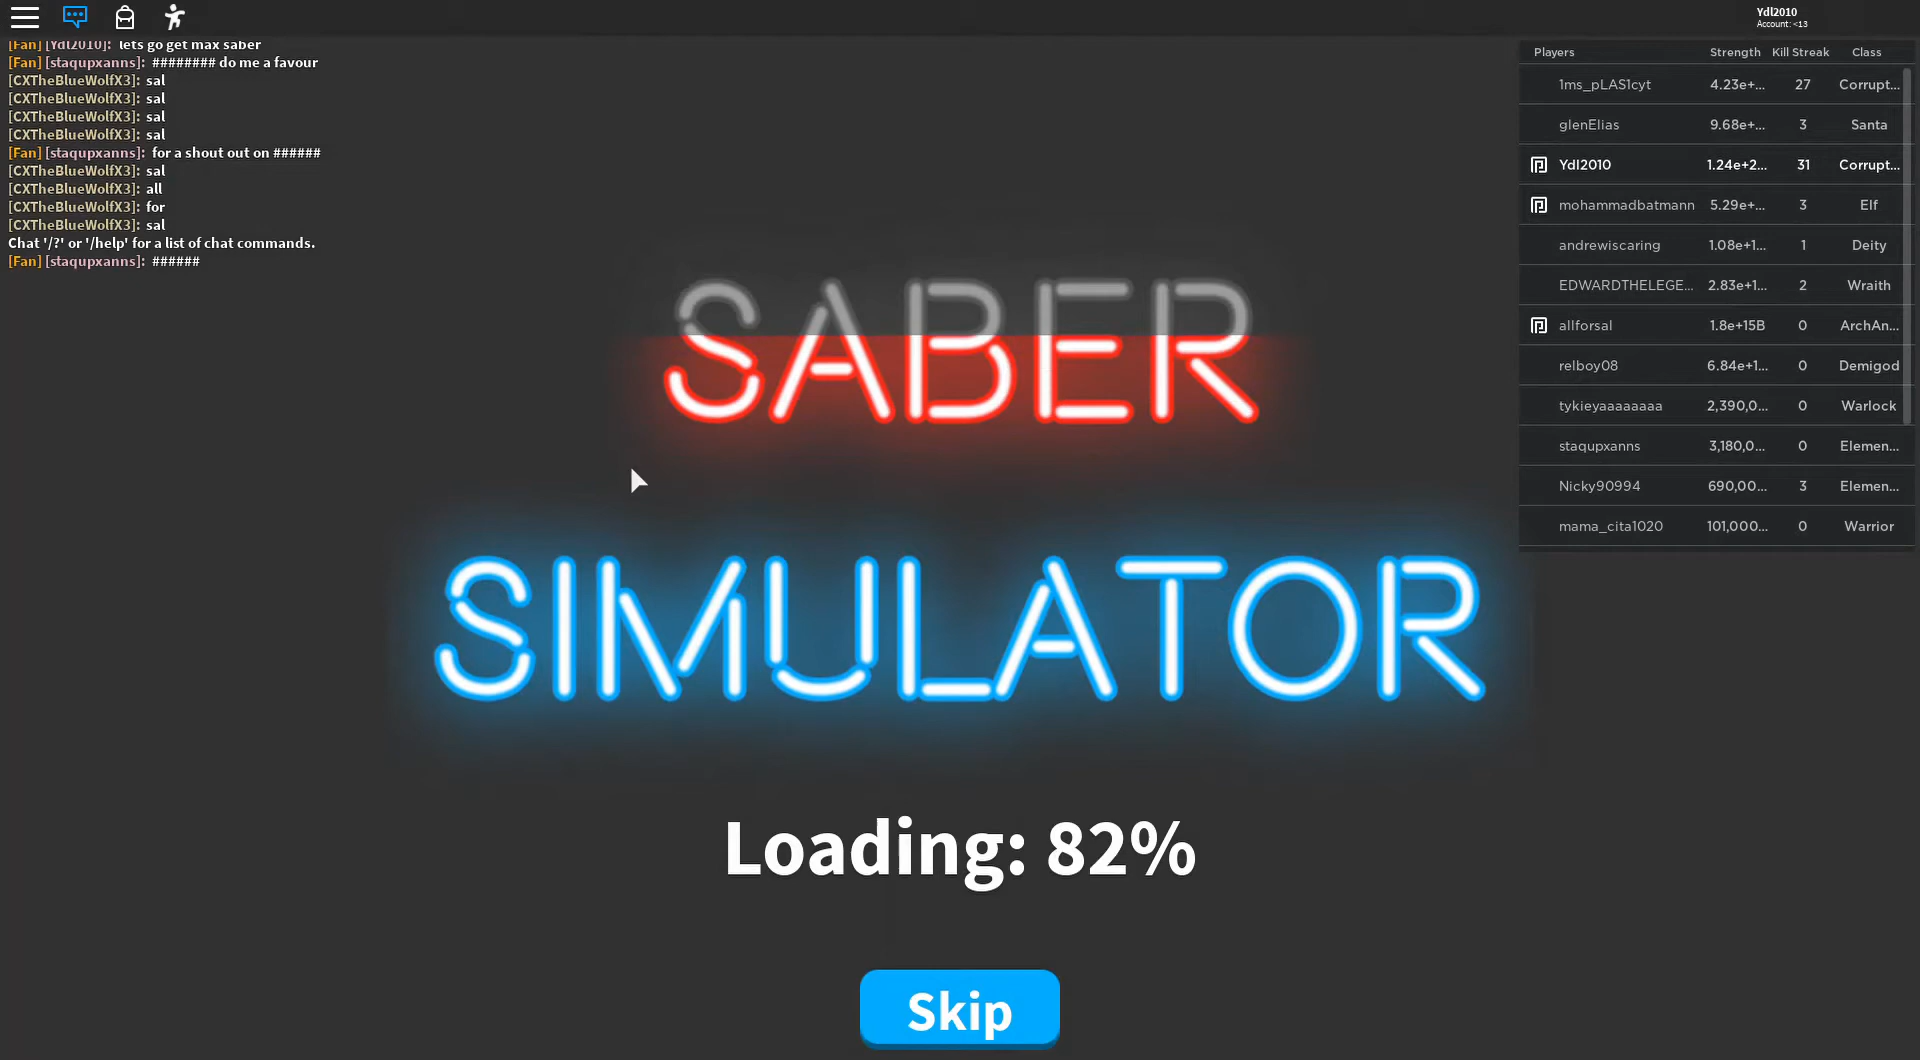 Ydl2010
Account: <13
[Fan] [Ydl2010]: lets go get max saber
[Fan] [staqupxanns]: ######## do me a favour
[CXTheBlueWolfX3]: sal
[CXTheBlueWolfX3]: sal
[CXTheBlueWolfX3]: sal
[CXTheBlueWolfX3]: sal
[Fan] [staqupxanns]: for a shout out on ######
[CXTheBlueWolfX3]: sal
[CXTheBlueWolfX3]: all
[CXTheBlueWolfX3]: for
[CXTheBlueWolfX3]: sal
Chat '/?' or '/help' for a list of chat commands.
[Fan] [staqupxanns]: ######
Players Strength Kill Streak Class
1ms_pLAS1cyt 4.23e+... 27 Corrupt...
glenElias 9.68e+... 3 Santa
Ydl2010 1.24e+2... 31 Corrupt...
mohammadbatmann 5.29e+... 3 Elf
andrewiscaring 1.08e+1... 1 Deity
EDWARDTHELEGE... 2.83e+1... 2 Wraith
allforsal 1.8e+15B 0 ArchAn...
relboy08 6.84e+1... 0 Demigod
tykieyaaaaaaaa 2,390,0... 0 Warlock
staqupxanns 3,180,0... 0 Elemen...
Nicky90994 690,00... 3 Elemen...
mama_cita1020 101,000... 0 Warrior
SABER
SIMULATOR
Loading: 82%
Skip